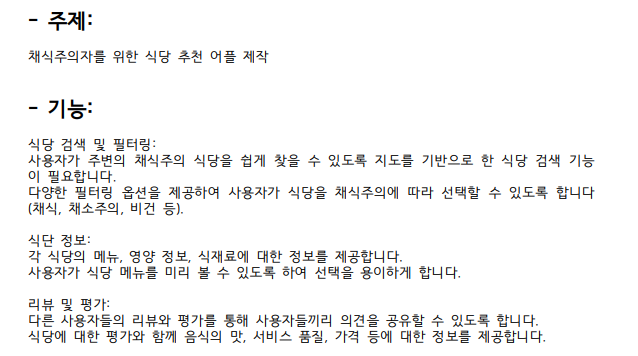 - 주제:
채식주의자를 위한 식당 추천 어플 제작
- 기능:
식당 검색 및 필터링:
사용자가 주변의 채식주의 식당을 쉽게 찾을 수 있도록 지도를 기반으로 한 식당 검색 기능
이 필요합니다.
다양한 필터링 옵션을 제공하여 사용자가 식당을 채식주의에 따라 선택할 수 있도록 합니다
(채식, 채소주의, 비건 등).
식단 정보:
각 식당의 메뉴, 영양 정보, 식재료에 대한 정보를 제공합니다.
사용자가 식당 메뉴를 미리 볼 수 있도록 하여 선택을 용이하게 합니다.
리뷰 및 평가:
다른 사용자들의 리뷰와 평가를 통해 사용자들끼리 의견을 공유할 수 있도록 합니다.
식당에 대한 평가와 함께 음식의 맛, 서비스 품질, 가격 등에 대한 정보를 제공합니다.